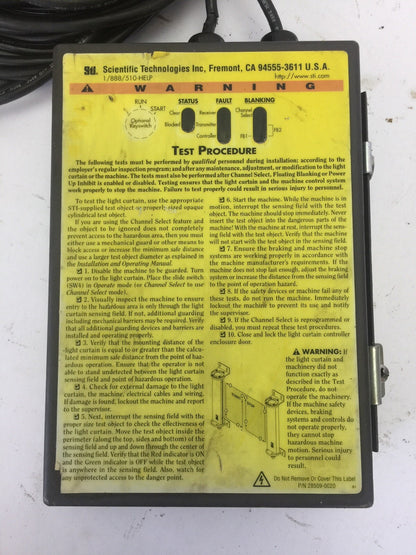 Sti. Scientific Technologies Inc, Fremont, CA 94555-3611 U.S.A.
1/888/510-HELP http://www.sti.com
WARNING
RUN START STATUS FAULT BLANKING
Optional Keyswitch
Clear Receiver Channel Select
Blocked Transmitter
Controller FB1 FB2
TEST PROCEDURE
The following tests must be performed by qualified personnel during installation; according to the
employer's regular inspection program; and after any maintenance, adjustment, or modification to the light
curtain or the machine. The tests must also be performed after Channel Select, Floating Blanking or Power
Up Inhibit is enabled or disabled. Testing ensures that the light curtain and the machine control system
work properly to stop the machine. Failure to test properly could result in serious injury to personnel.
To test the light curtain, use the appropriate
STI-supplied test object or properly-sized opaque
cylindrical test object.
If you are using the Channel Select feature and
the object to be ignored does not completely
prevent access to the hazardous area, then you must
either use a mechanical guard or other means to
block access or increase the minimum safe distance
and use a larger test object diameter as explained in
the Installation and Operating Manual.
☑ 1. Disable the machine to be guarded. Turn
power on to the light curtain. Place the slide switch
(SW4) in Operate mode (or Channel Select to use
Channel Select mode).
☑ 2. Visually inspect the machine to ensure
entry to the hazardous area is only through the light
curtain sensing field. If not, additional guarding
including mechanical barriers may be required. Verify
that all additional guarding devices and barriers are
installed and operating properly.
☑ 3. Verify that the mounting distance of the
light curtain is equal to or greater than the calcu-
lated minimum safe distance from the point of haz-
ardous operation. Ensure that the operator is not
able to stand undetected between the light curtain
sensing field and point of hazardous operation.
☑ 4. Check for external damage to the light
curtain, the machine, electrical cables and wiring.
If damage is found, lockout the machine and report
to the supervisor.
☑ 5. Next, interrupt the sensing field with the
proper size test object to check the effectiveness of
the light curtain. Move the test object inside the
perimeter (along the top, sides and bottom) of the
sensing field and up and down through the center of
the sensing field. Verify that the Red indicator is ON
and the Green indicator is OFF while the test object
is anywhere in the sensing field. Also, watch for
any unprotected access to the danger point.
☑ 6. Start the machine. While the machine is in
motion, interrupt the sensing field with the test
object. The machine should stop immediately. Never
insert the test object into the dangerous parts of the
machine! With the machine at rest, interrupt the sens-
ing field with the test object. Verify that the machine
will not start with the test object in the sensing field.
☑ 7. Ensure the braking and machine stop
systems are working properly in accordance with
the machine manufacturer's requirements. If the
machine does not stop fast enough, adjust the braking
system or increase the distance from the sensing field
to the point of operation hazard.
☑ 8. If the safety devices or machine fail any of
these tests, do not run the machine. Immediately
lockout the machine to prevent its use and notify
the supervisor.
☑ 9. If the Channel Select is reprogrammed or
disabled, you must repeat these test procedures.
☑ 10. Close and lock the light curtain controller
enclosure door.
WARNING: If
the light curtain and
machinery did not
function exactly as
described in the Test
Procedure, do not
operate the machinery.
If the machine safety
devices, braking
systems and controls do
not operate properly,
they cannot stop
hazardous machine
motion. Serious injury
to personnel could
result.
Do Not Remove Or Cover This Label
P/N 28509-0020